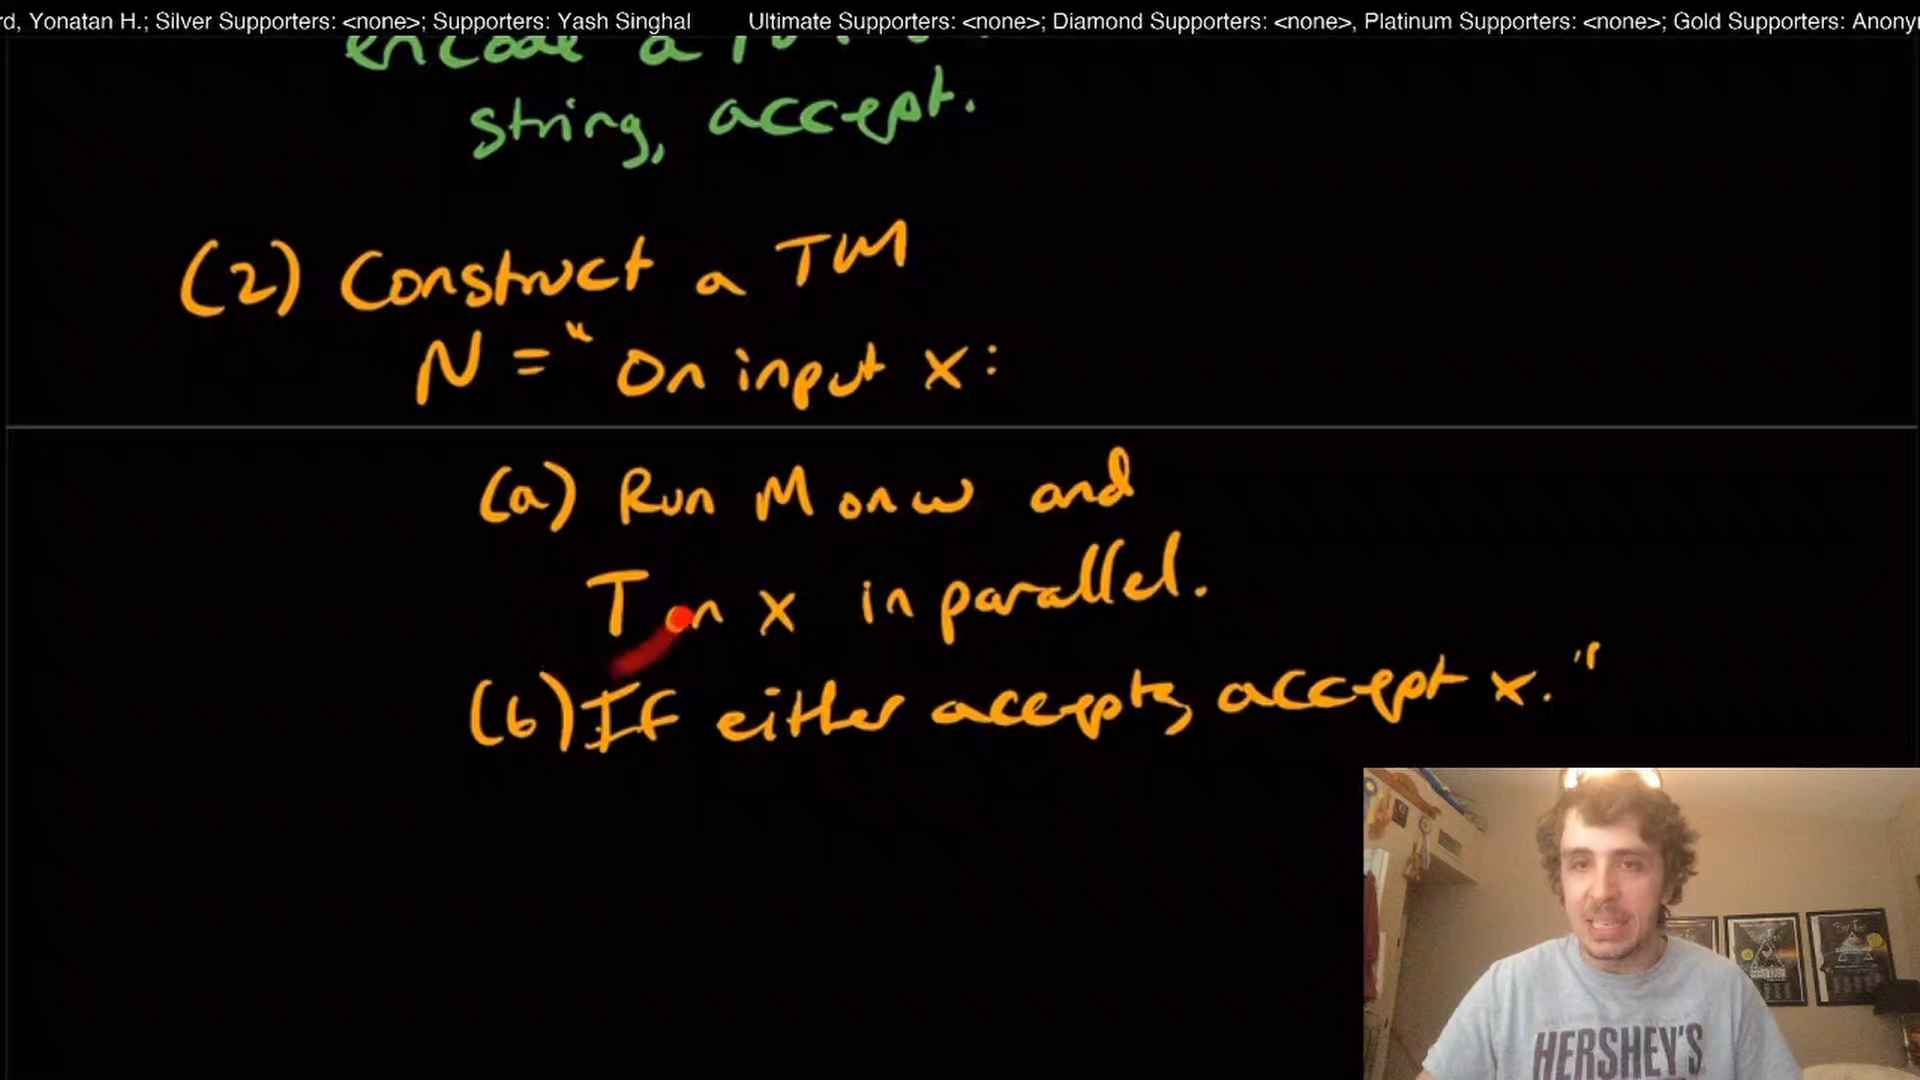 rd, Yonatan H.; Silver Supporters: <none>; Supporters: Yash Singhal Ultimate Supporters: <none>; Diamond Supporters: <none>, Platinum Supporters: <none>; Gold Supporters: Anony
encode a
string, accept.
(2) Construct a TM
N = " On input x:
(a) Run M on w and
T on x in parallel.
(b) If either accepts, accept x."
HERSHEY'S